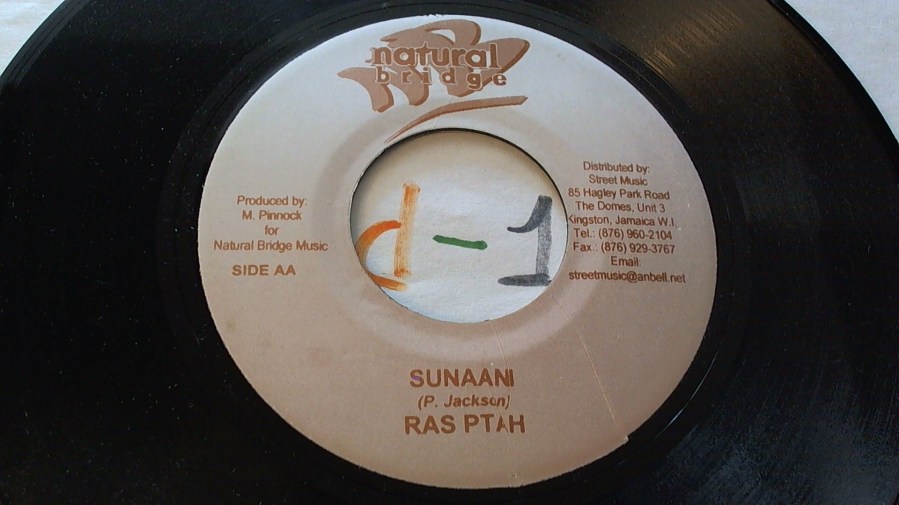 natural
bridge
Produced by:
M. Pinnock
for
Natural Bridge Music
SIDE AA
Distributed by:
Street Music
85 Hagley Park Road
The Domes, Unit 3
Kingston, Jamaica W.I.
Tel.: (876) 960-2104
Fax.: (876) 929-3767
Email:
streetmusic@anbell.net
d-1
SUNAANI
(P. Jackson)
RAS PTAH